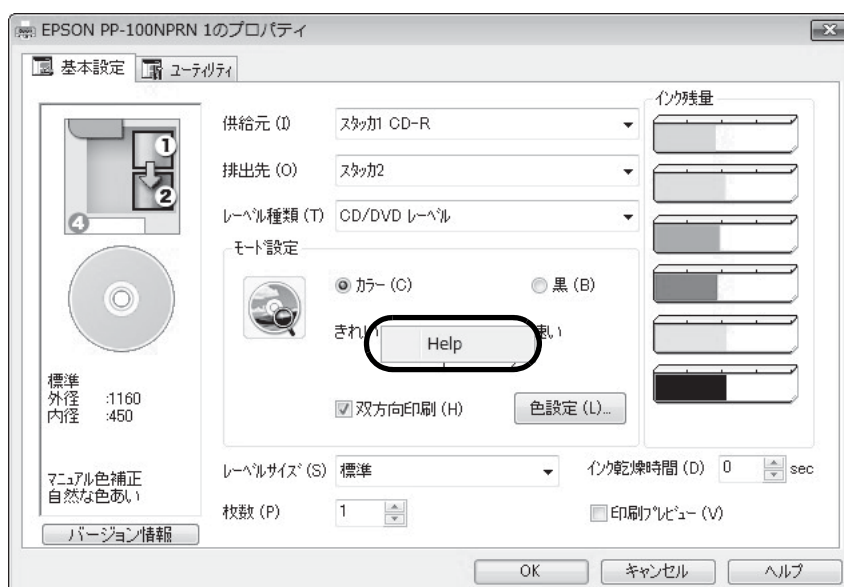 EPSON PP-100NPRN 1のプロパティ
基本設定 ユーティリティ
供給元 (I) スタッカ1 CD-R
排出先 (O) スタッカ2
レーベル種類 (T) CD/DVD レーベル
モード設定
カラー (C) 黒 (B)
きれい 速い
Help
双方向印刷 (H) 色設定 (L)...
レーベルサイズ (S) 標準
枚数 (P) 1
インク乾燥時間 (D) 0 sec
印刷プレビュー (V)
インク残量
1
2
4
標準
外径 :1160
内径 :450
マニュアル色補正
自然な色あい
バージョン情報
OK キャンセル ヘルプ